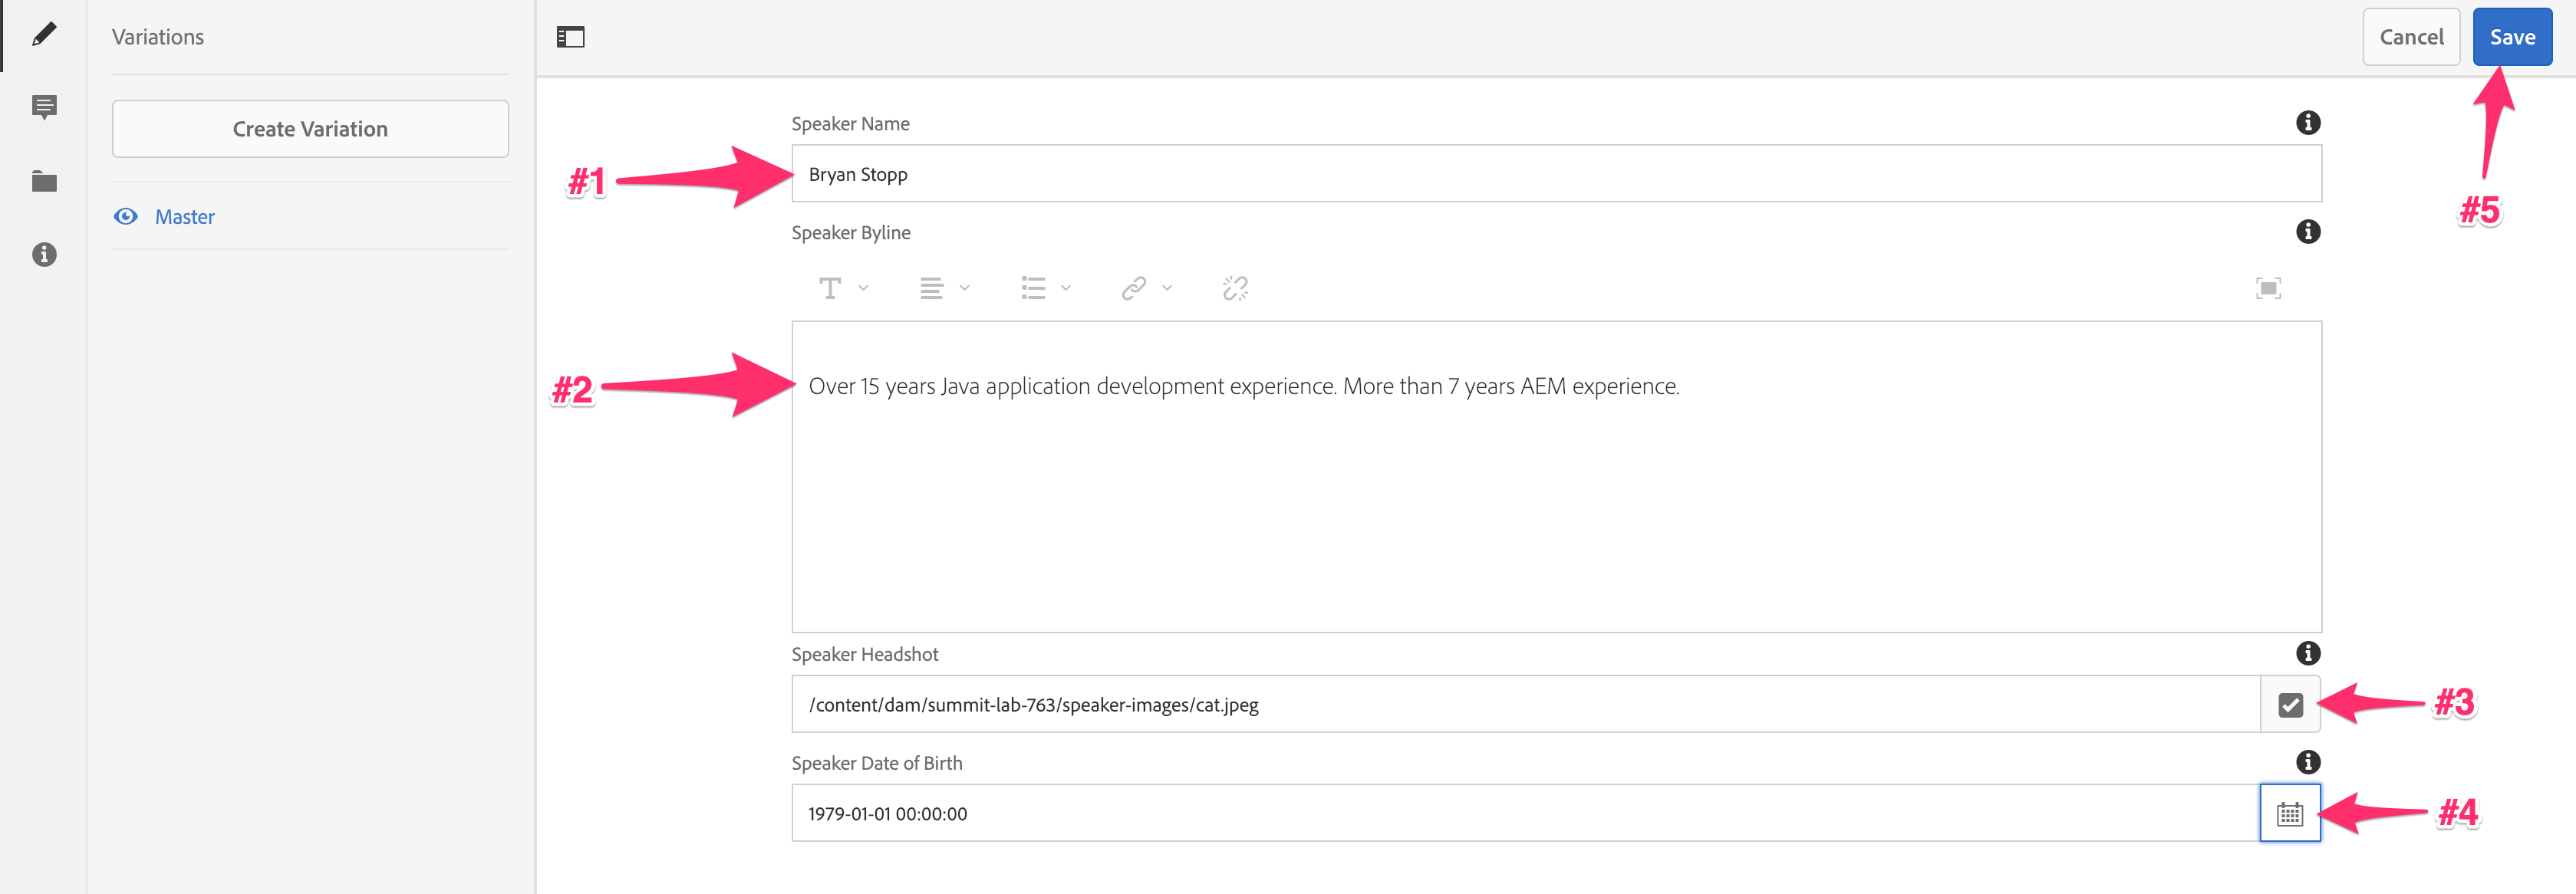 Variations
Cancel
Save
Create Variation
Speaker Name
#1
Bryan Stopp
#5
Master
Speaker Byline
#2
Over 15 years Java application development experience. More than 7 years AEM experience.
Speaker Headshot
/content/dam/summit-lab-763/speaker-images/cat.jpeg
#3
Speaker Date of Birth
1979-01-01 00:00:00
#4